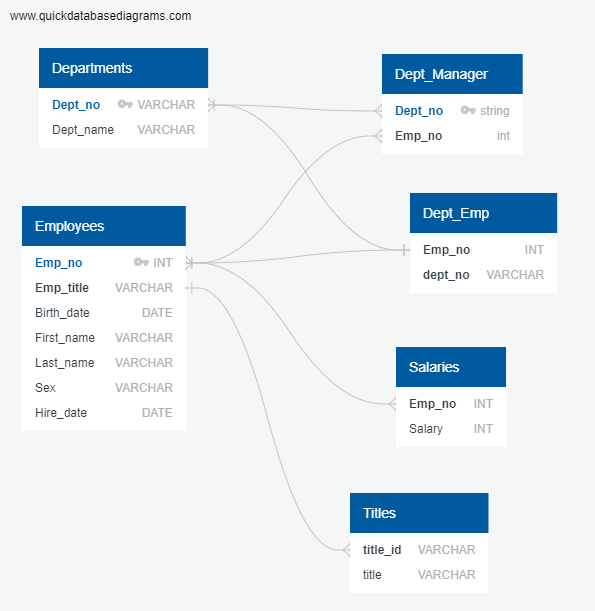 www.quickdatabasediagrams.com
Departments
Dept_no VARCHAR
Dept_name VARCHAR
Dept_Manager
Dept_no string
Emp_no int
Employees
Emp_no INT
Emp_title VARCHAR
Birth_date DATE
First_name VARCHAR
Last_name VARCHAR
Sex VARCHAR
Hire_date DATE
Dept_Emp
Emp_no INT
dept_no VARCHAR
Salaries
Emp_no INT
Salary INT
Titles
title_id VARCHAR
title VARCHAR